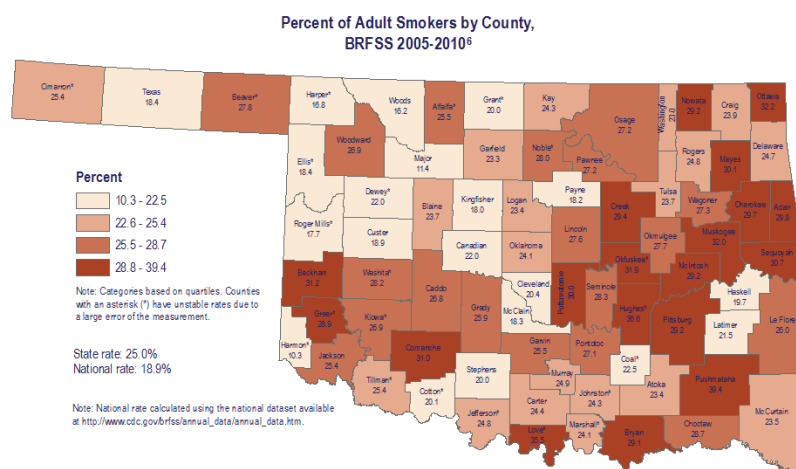 Percent of Adult Smokers by County,
BRFSS 2005-2010⁶
Cimarron*
25.4
Texas
18.4
Beaver*
27.8
Harper*
16.8
Woods
16.2
Alfalfa*
25.5
Grant*
20.0
Kay
24.3
Osage
27.2
Washington
23.0
Nowata
29.2
Craig
23.9
Ottawa
32.2
Woodward
25.9
Ellis*
18.4
Major
11.4
Garfield
23.3
Noble*
28.0
Pawnee
27.2
Rogers
24.8
Mayes
30.1
Delaware
24.7
Dewey*
22.0
Blaine
23.7
Kingfisher
18.0
Logan
23.4
Payne
18.2
Creek
29.4
Tulsa
23.7
Wagoner
27.3
Cherokee
29.7
Adair
29.8
Roger Mills*
17.7
Custer
18.9
Canadian
22.0
Oklahoma
24.1
Lincoln
27.6
Okmulgee
27.7
Muskogee
32.0
Sequoyah
30.7
Beckham
31.2
Washita*
28.2
Caddo
26.8
Cleveland
20.4
Pottawatomie
30.0
Okfuskee*
31.9
Seminole
28.3
McIntosh
29.2
Haskell
19.7
Greer*
28.9
Kiowa*
26.9
Grady
25.9
McClain
18.3
Hughes*
Pittsburg
29.2
Latimer
21.5
Le Flore
26.0
Harmon*
10.3
Jackson
25.4
Comanche
31.0
Garvin
25.5
Pontotoc
27.1
Coal*
22.5
Tillman*
25.4
Cotton*
20.1
Stephens
20.0
Murray
24.9
Johnston*
24.3
Atoka
23.4
Pushmataha
39.4
McCurtain
23.5
Jefferson*
24.8
Carter
24.4
Love*
Marshall*
24.1
Bryan
29.1
Choctaw
28.7
Percent
10.3 - 22.5
22.6 - 25.4
25.5 - 28.7
28.8 - 39.4
Note: Categories based on quartiles. Counties
with an asterisk (*) have unstable rates due to
a large error of the measurement.
State rate: 25.0%
National rate: 18.9%
Note: National rate calculated using the national dataset available
at http://www.cdc.gov/brfss/annual_data/annual_data.htm.